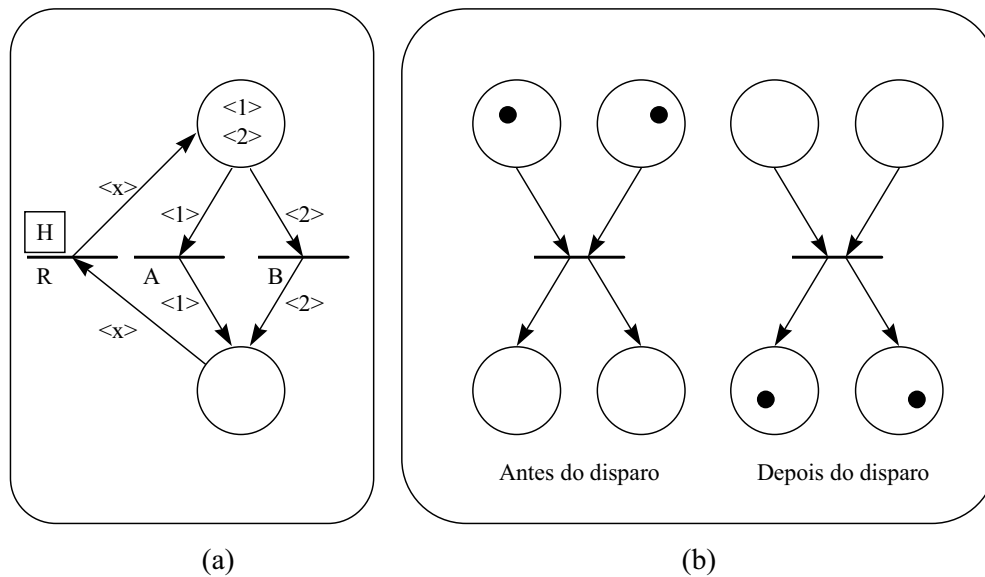 <1>
<2>
<x>
<1>
<2>
H
R
A
B
<1>
<2>
<x>
Antes do disparo
Depois do disparo
(a)
(b)